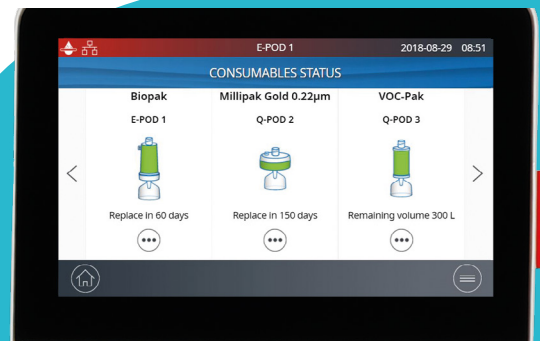 E-POD 1 2018-08-29 08:51
CONSUMABLES STATUS
Biopak Millipak Gold 0.22µm VOC-Pak
E-POD 1 Q-POD 2 Q-POD 3
Replace in 60 days Replace in 150 days Remaining volume 300 L